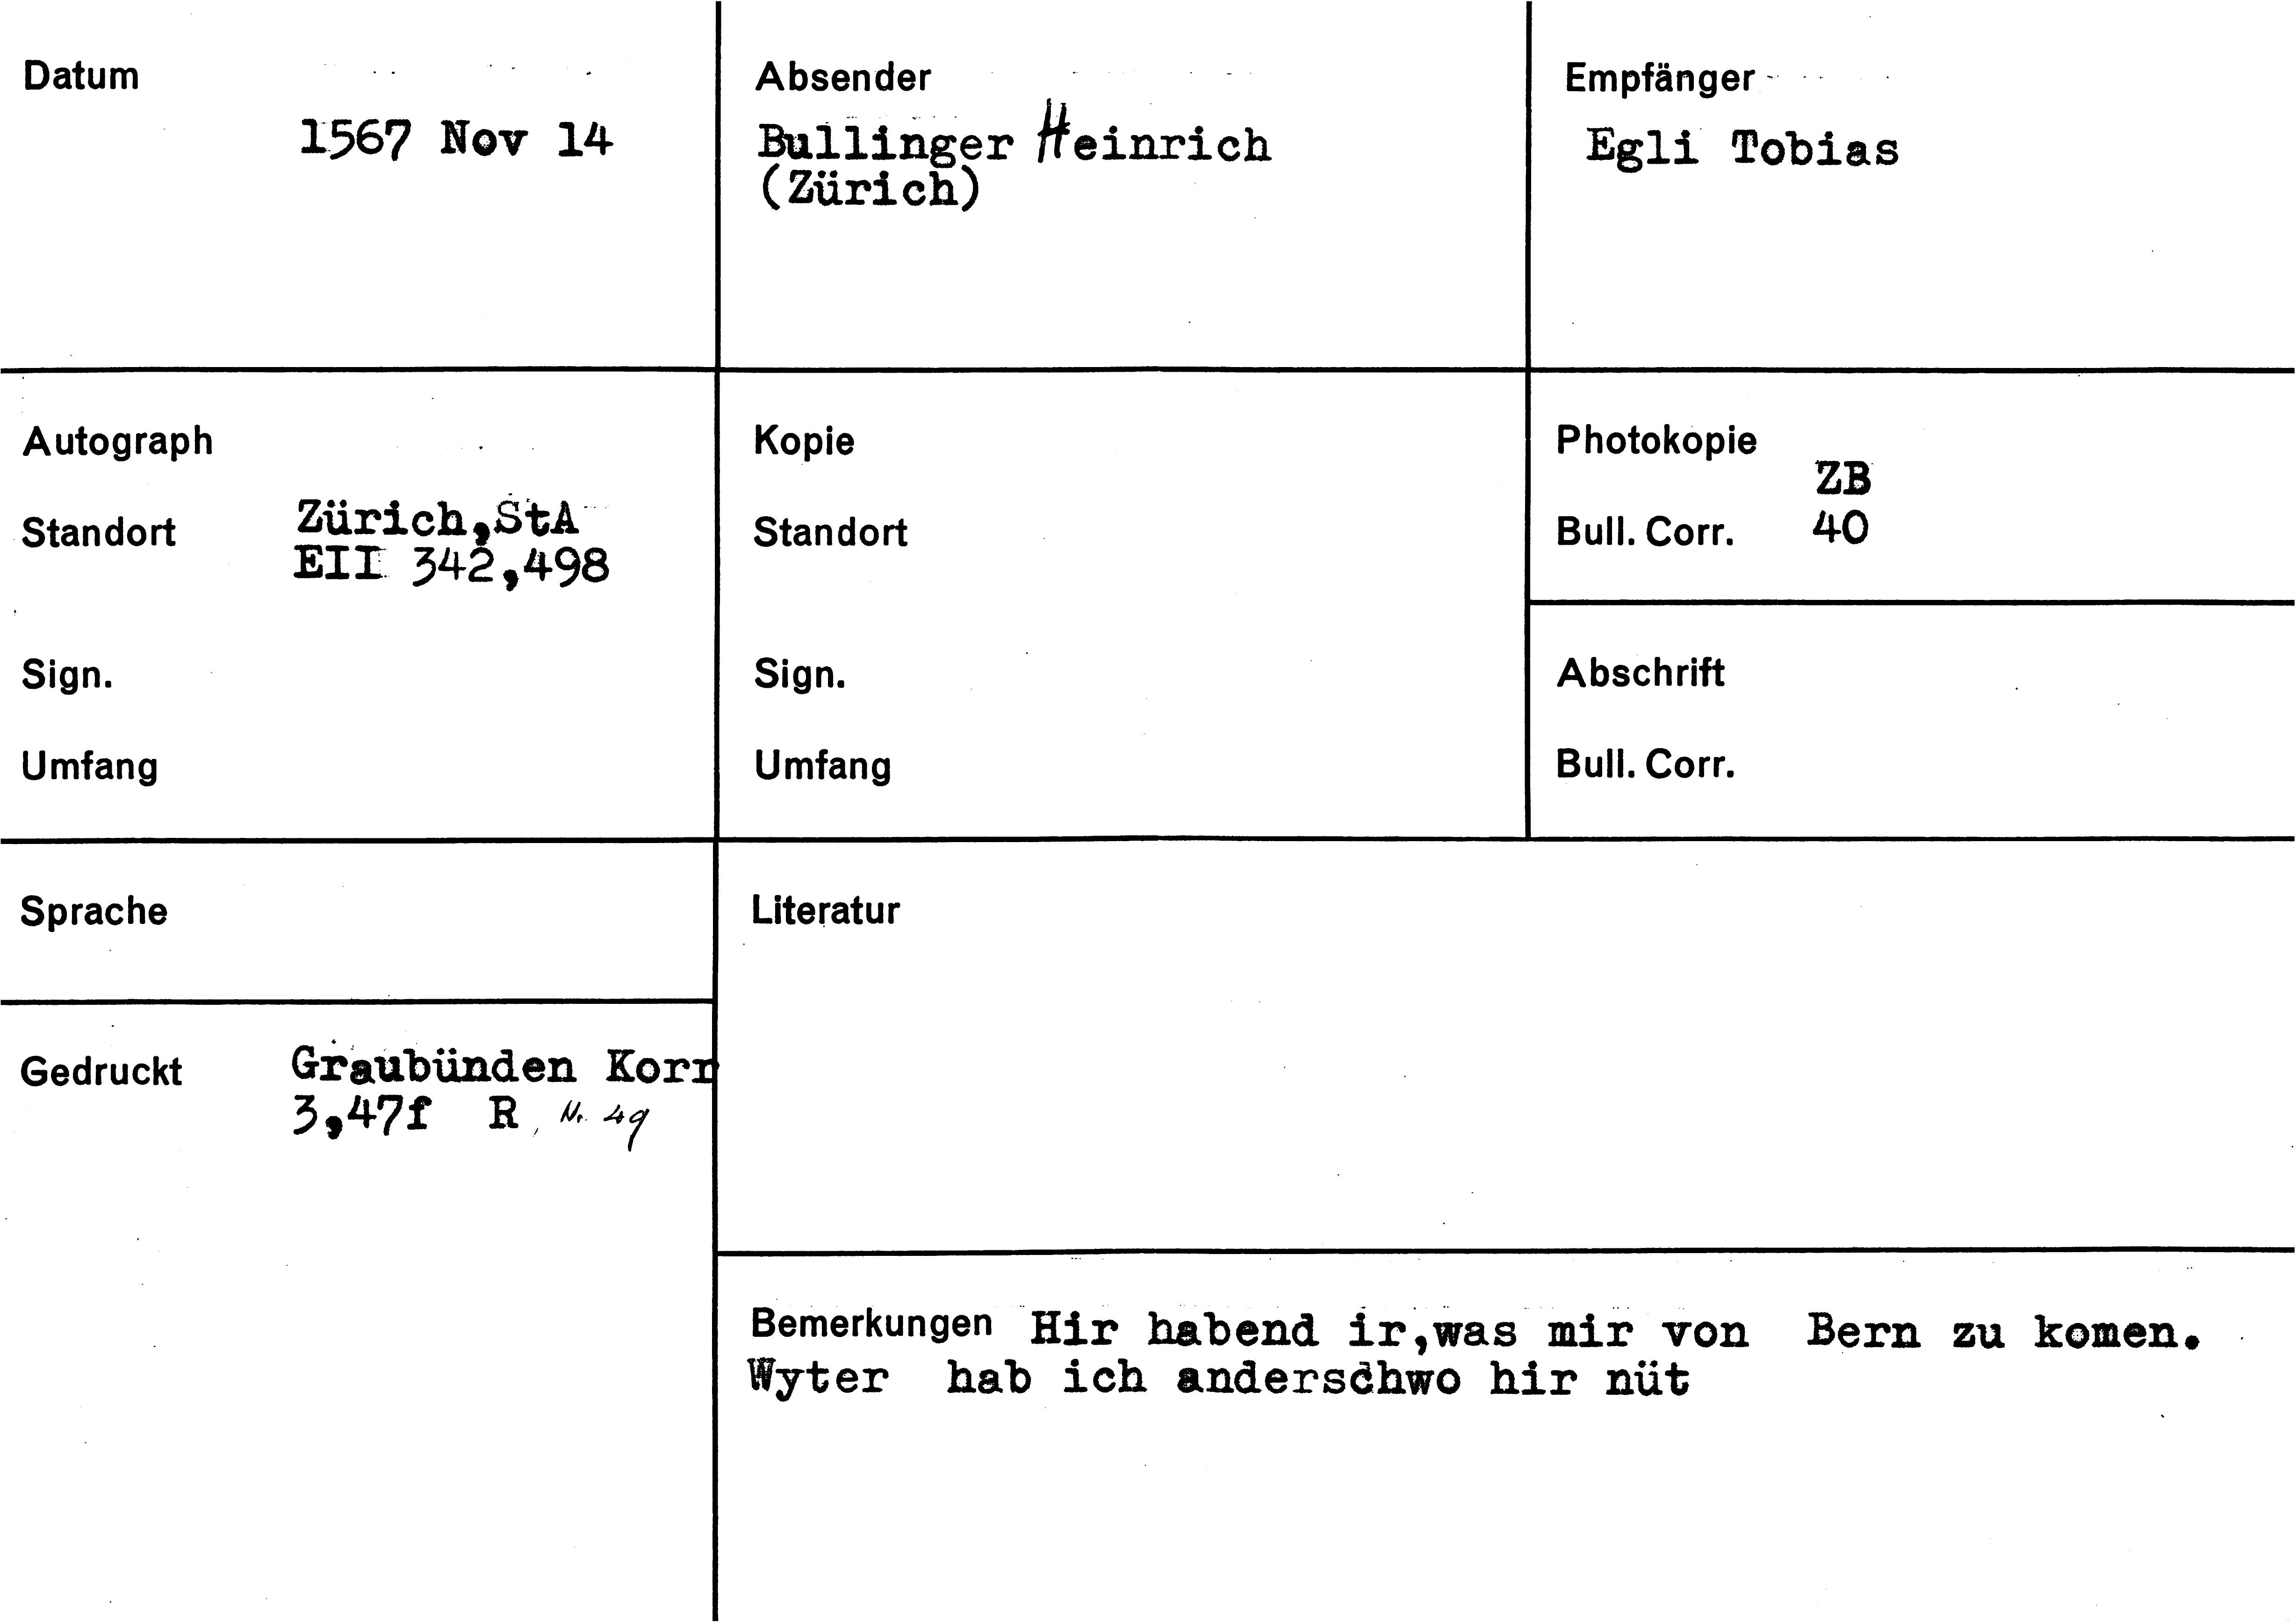 Datum
1567 Nov 14
Absender
Bullinger Heinrich
(Zürich)
Empfänger
Egli Tobias
Autograph
Standort
Zürich,StA
EII 342,498
Sign.
Umfang
Kopie
Standort
Sign.
Umfang
Photokopie
ZB
Bull. Corr. 40
Abschrift
Bull. Corr.
Sprache
Literatur
Gedruckt Graubünden Korr
3,47f R, Nr. 49
Bemerkungen Hir habend ir,was mir von Bern zu komen.
Wyter hab ich anderschwo hir nüt